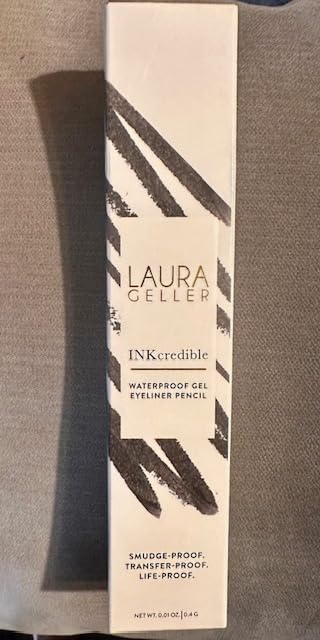 LAURA
GELLER
INKcredible
WATERPROOF GEL
EYELINER PENCIL
SMUDGE-PROOF.
TRANSFER-PROOF.
LIFE-PROOF.
NET WT. 0.01 OZ. | 0.4 G